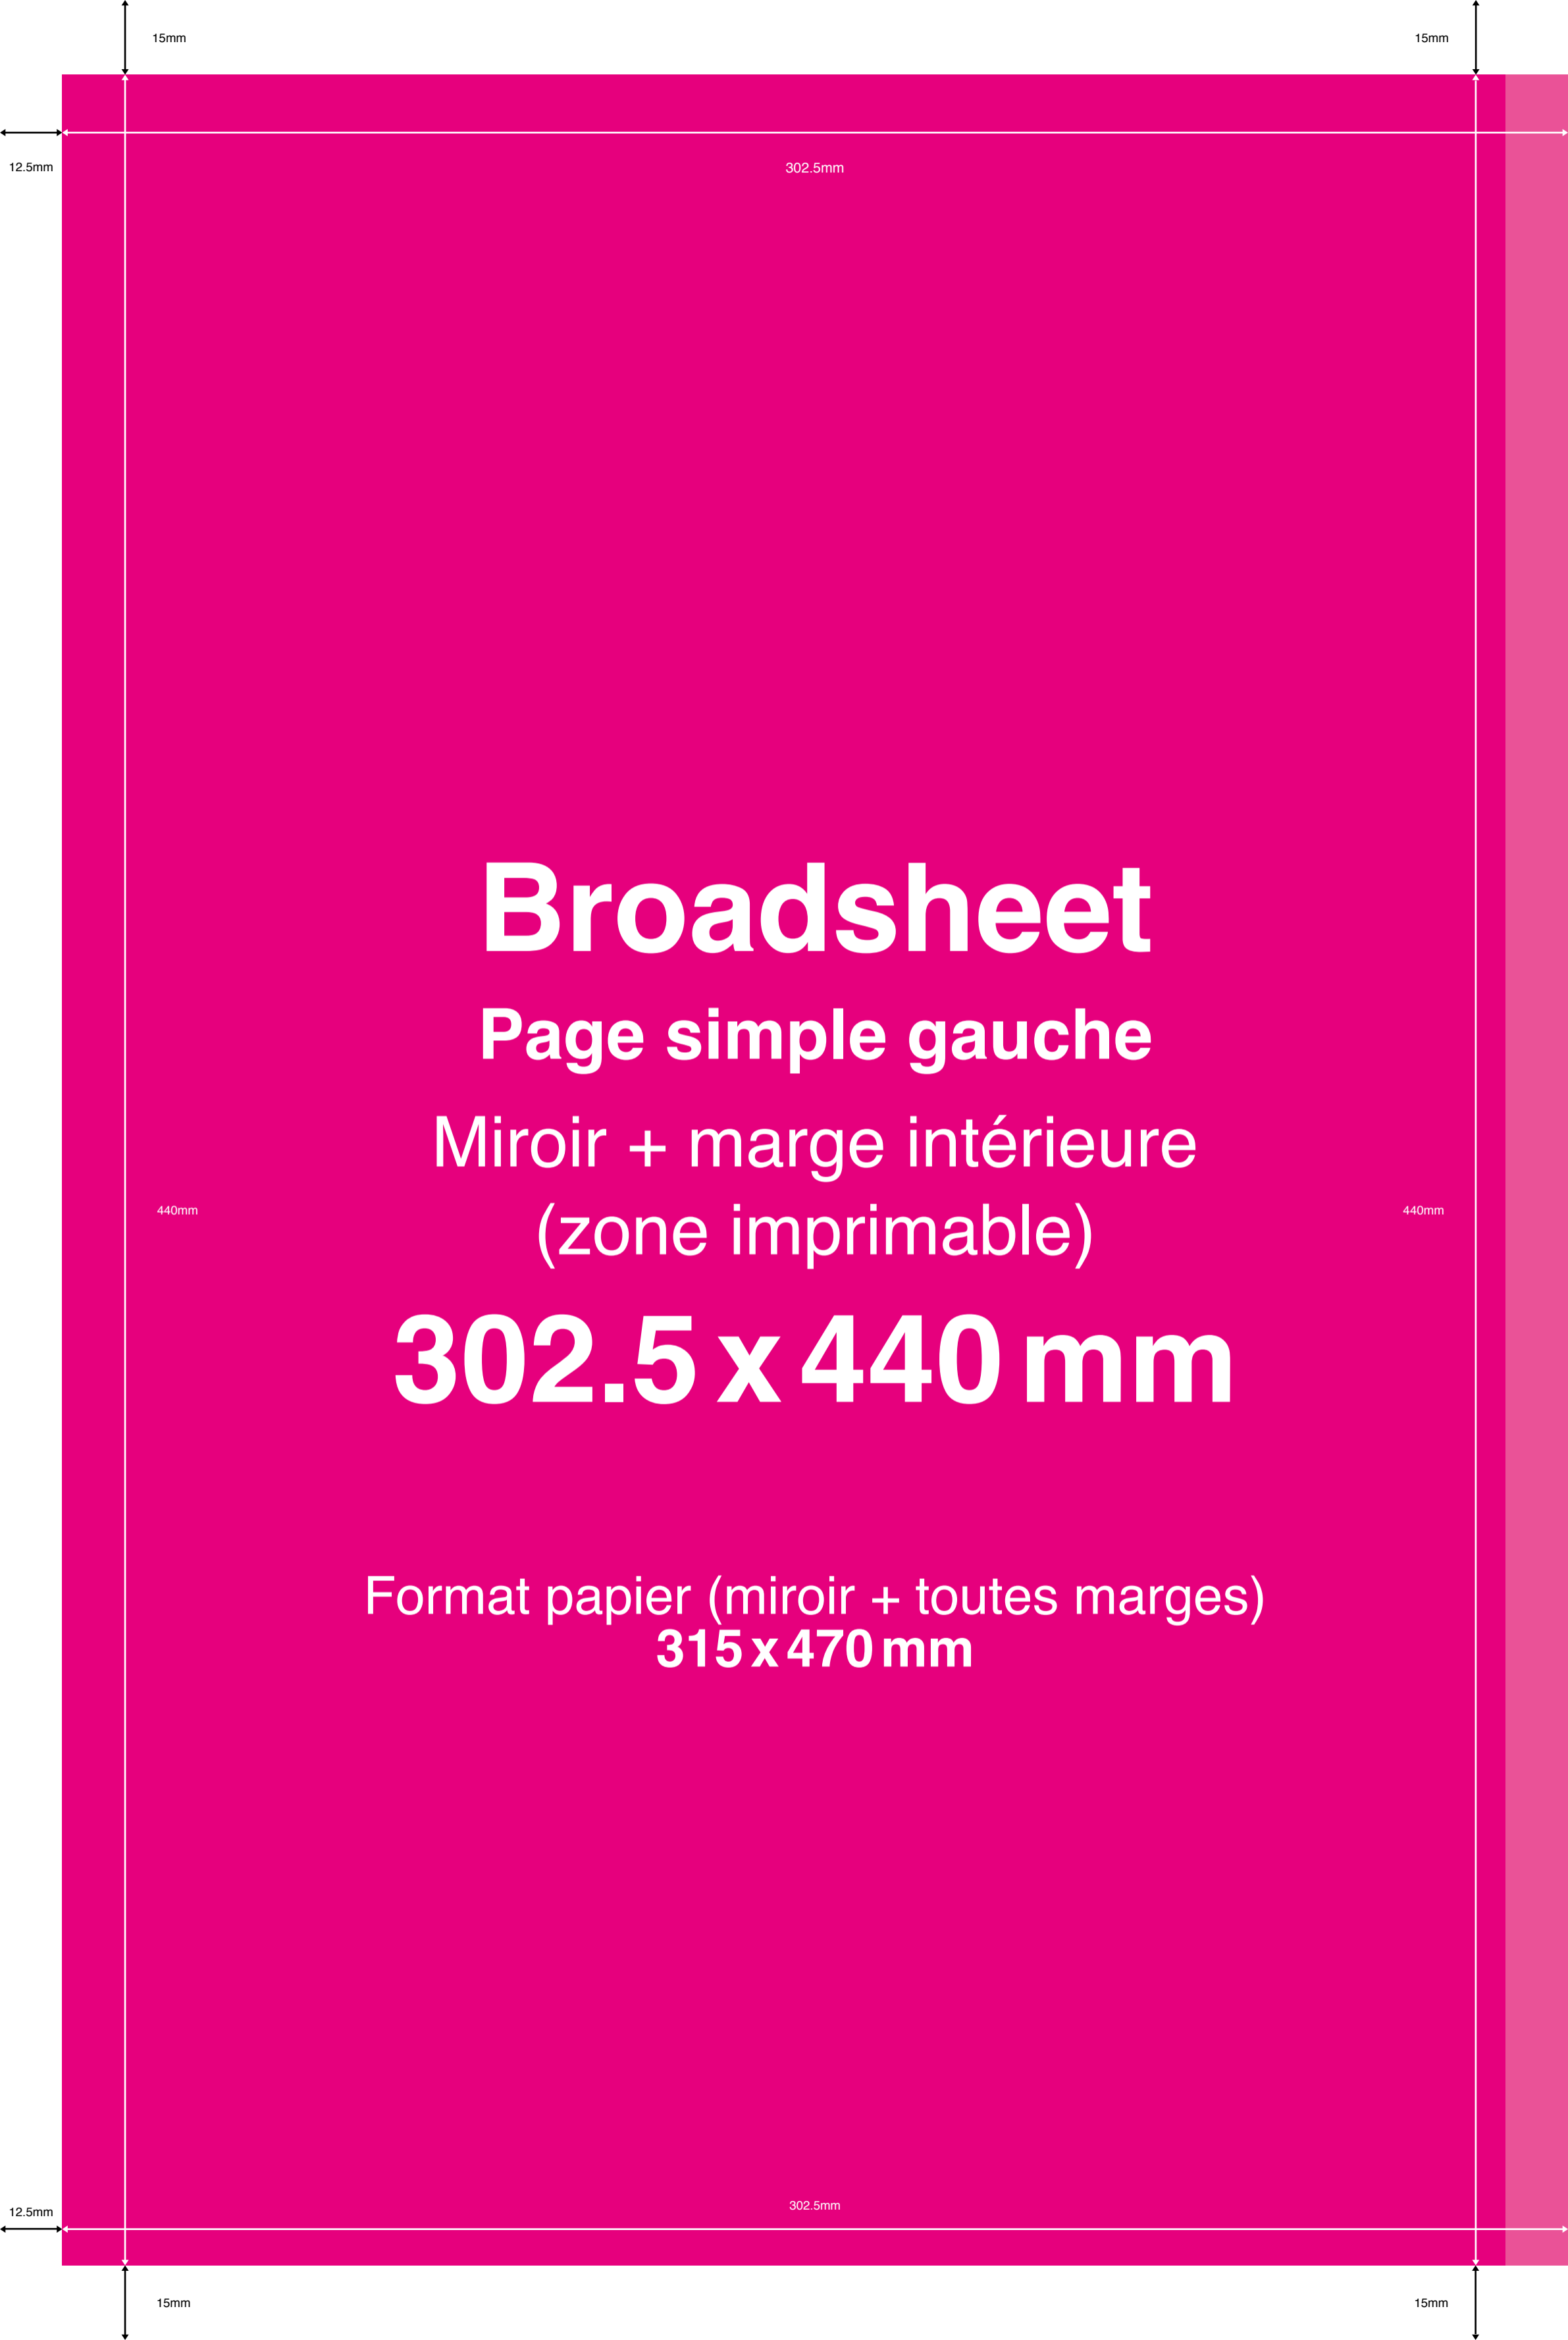 15mm 15mm
12.5mm 302.5mm
Broadsheet
Page simple gauche
Miroir + marge intérieure
440mm 440mm
(zone imprimable)
302.5 x 440 mm
Format papier (miroir + toutes marges)
315 x 470 mm
12.5mm 302.5mm
15mm 15mm